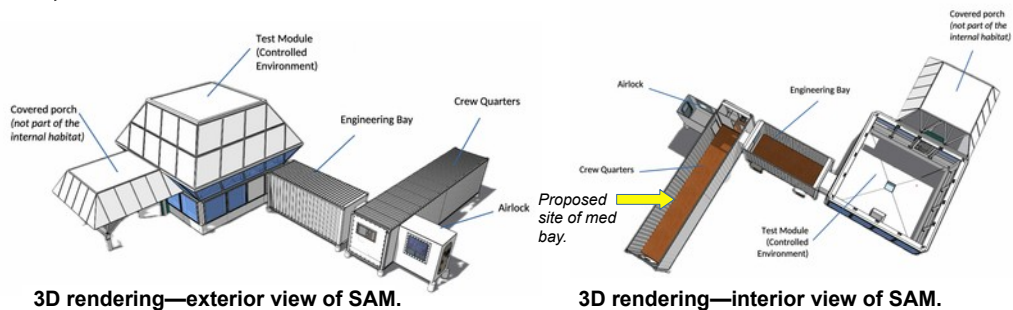 Test Module
(Controlled
Environment)
Covered porch
(not part of the
internal habitat)
Engineering Bay
Crew Quarters
Airlock
3D rendering—exterior view of SAM.
Covered porch
(not part of the
internal habitat)
Airlock
Engineering Bay
Crew Quarters
Proposed
site of med
bay.
Test Module
(Controlled
Environment)
3D rendering—interior view of SAM.